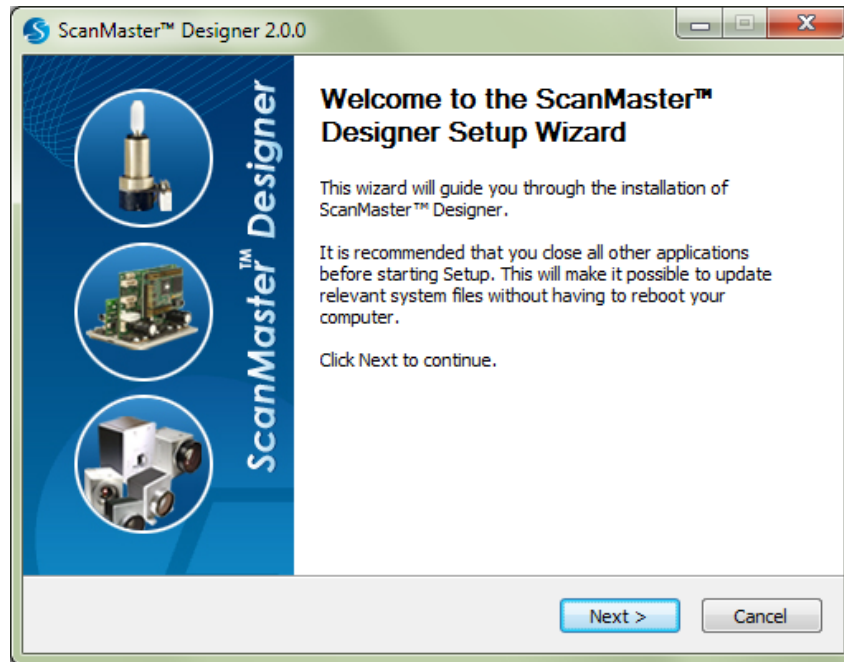 ScanMaster™ Designer 2.0.0
ScanMaster™ Designer
Welcome to the ScanMaster™
Designer Setup Wizard
This wizard will guide you through the installation of
ScanMaster™ Designer.
It is recommended that you close all other applications
before starting Setup. This will make it possible to update
relevant system files without having to reboot your
computer.
Click Next to continue.
Next >
Cancel